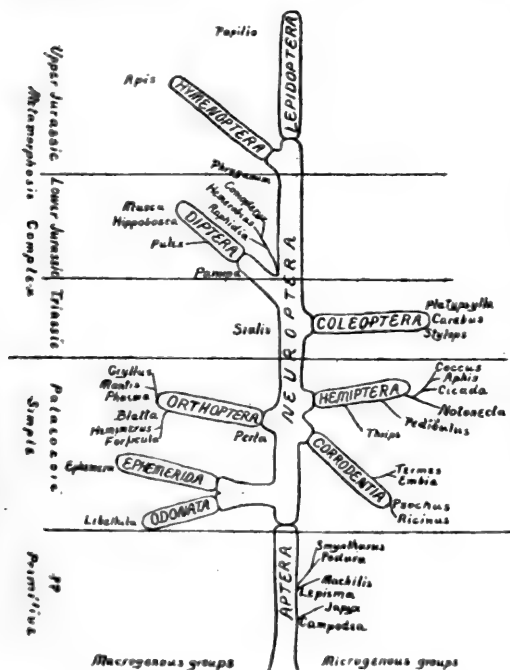 Papilio
LEPIDOPTERA
Apis
HYMENOPTERA
Upper Jurassic
Metamorphosis Complex
Phryganea
Lower Jurassic
Coniopteryx
Hemerobius
Raphidia
Musca
Hippobosca
DIPTERA
Pulex
Panorpa
Triassic
NEUROPTERA
Sialis
COLEOPTERA
Platypsylla
Carabus
Stylops
Palaeozoic
Simple
Gryllus
Mantis
Phasma
Blatta
Hemimerus
Forficula
ORTHOPTERA
Perla
HEMIPTERA
Coccus
Aphis
Cicada
Notonecta
Pediculus
Thrips
CORRODENTIA
Termes
Embia
Psochus
Ricinus
Ephemera
EPHEMERIDA
Libellula
ODONATA
??
Primitive
APTERA
Smynthurus
Podura
Machilis
Lepisma
Japyx
Campodea
Macrogenous groups
Microgenous groups